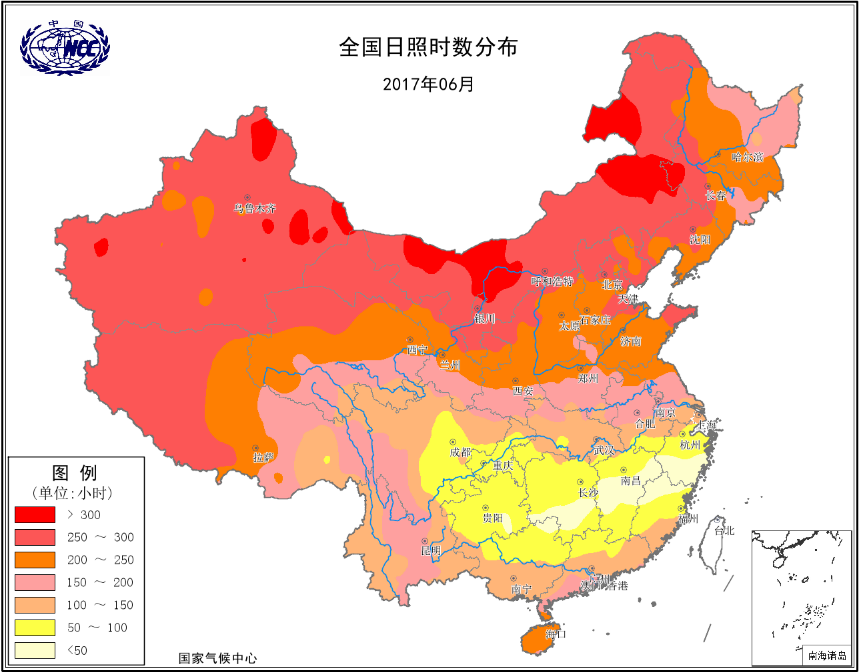 中国
NCC
全国日照时数分布
2017年06月
哈尔滨
乌鲁木齐
长春
沈阳
呼和浩特
北京
天津
银川
石家庄
太原
济南
西宁
兰州
郑州
西安
南京
合肥
上海
武汉
杭州
成都
拉萨
重庆
南昌
长沙
贵阳
福州
台北
昆明
广州
南宁
澳门
香港
海口
图 例
(单位:小时)
> 300
250 ～ 300
200 ～ 250
150 ～ 200
100 ～ 150
50 ～ 100
<50
南海诸岛
国家气候中心